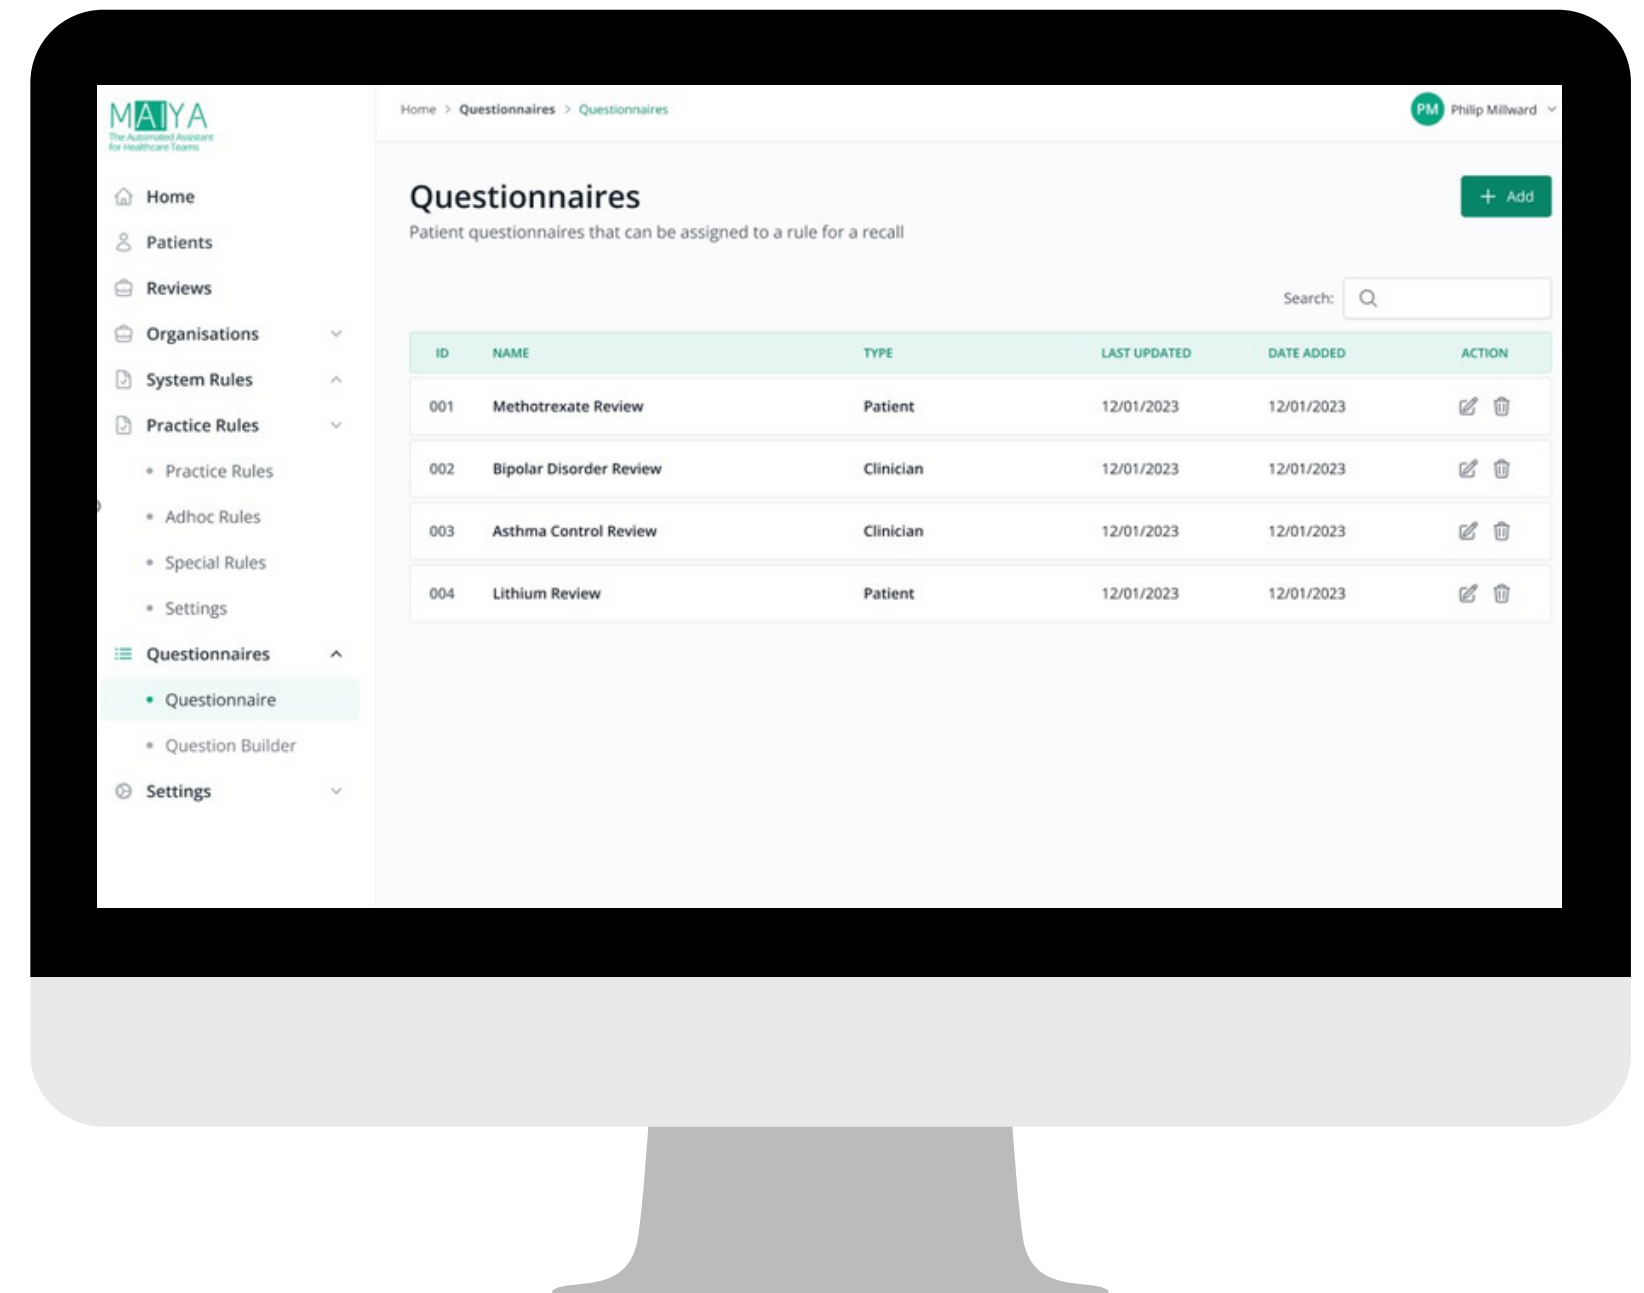 MAIYA
The Automated Assistant
for Healthcare Teams
Home
Patients
Reviews
Organisations
System Rules
Practice Rules
Practice Rules
Adhoc Rules
Special Rules
Settings
Questionnaires
Questionnaire
Question Builder
Settings
Home > Questionnaires > Questionnaires
PM Philip Millward
Questionnaires
+ Add
Patient questionnaires that can be assigned to a rule for a recall
Search:
ID NAME TYPE LAST UPDATED DATE ADDED ACTION
001 Methotrexate Review Patient 12/01/2023 12/01/2023
002 Bipolar Disorder Review Clinician 12/01/2023 12/01/2023
003 Asthma Control Review Clinician 12/01/2023 12/01/2023
004 Lithium Review Patient 12/01/2023 12/01/2023